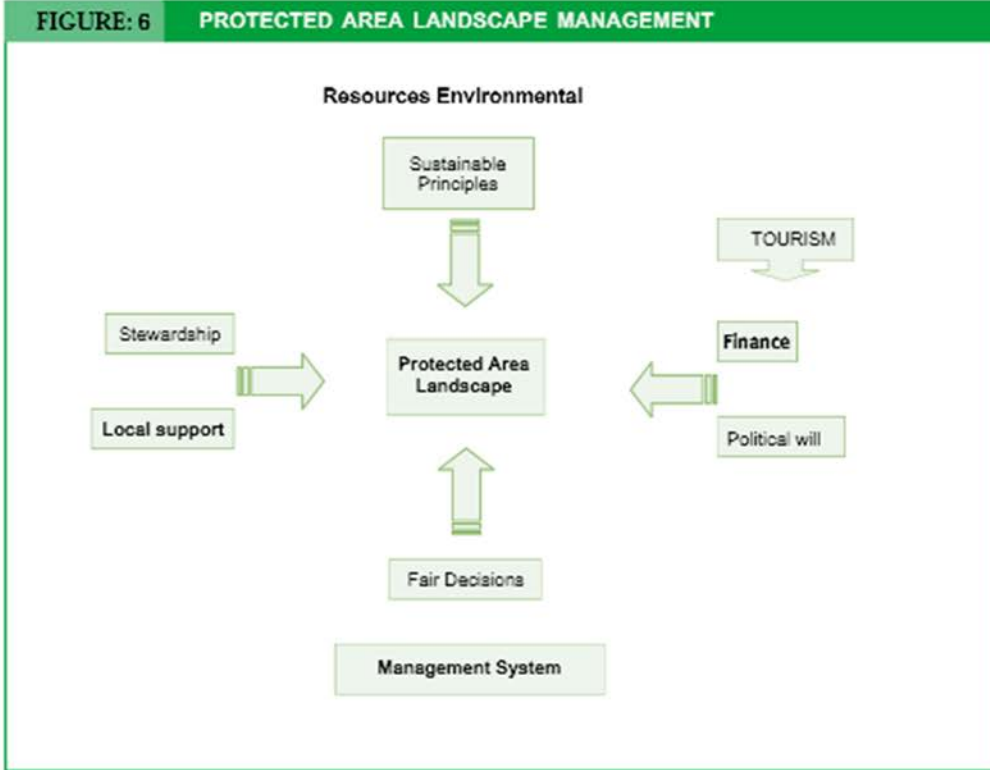 FIGURE: 6 PROTECTED AREA LANDSCAPE MANAGEMENT
Resources Environmental
Sustainable
Principles
TOURISM
Stewardship
Finance
Protected Area
Landscape
Local support
Political will
Fair Decisions
Management System